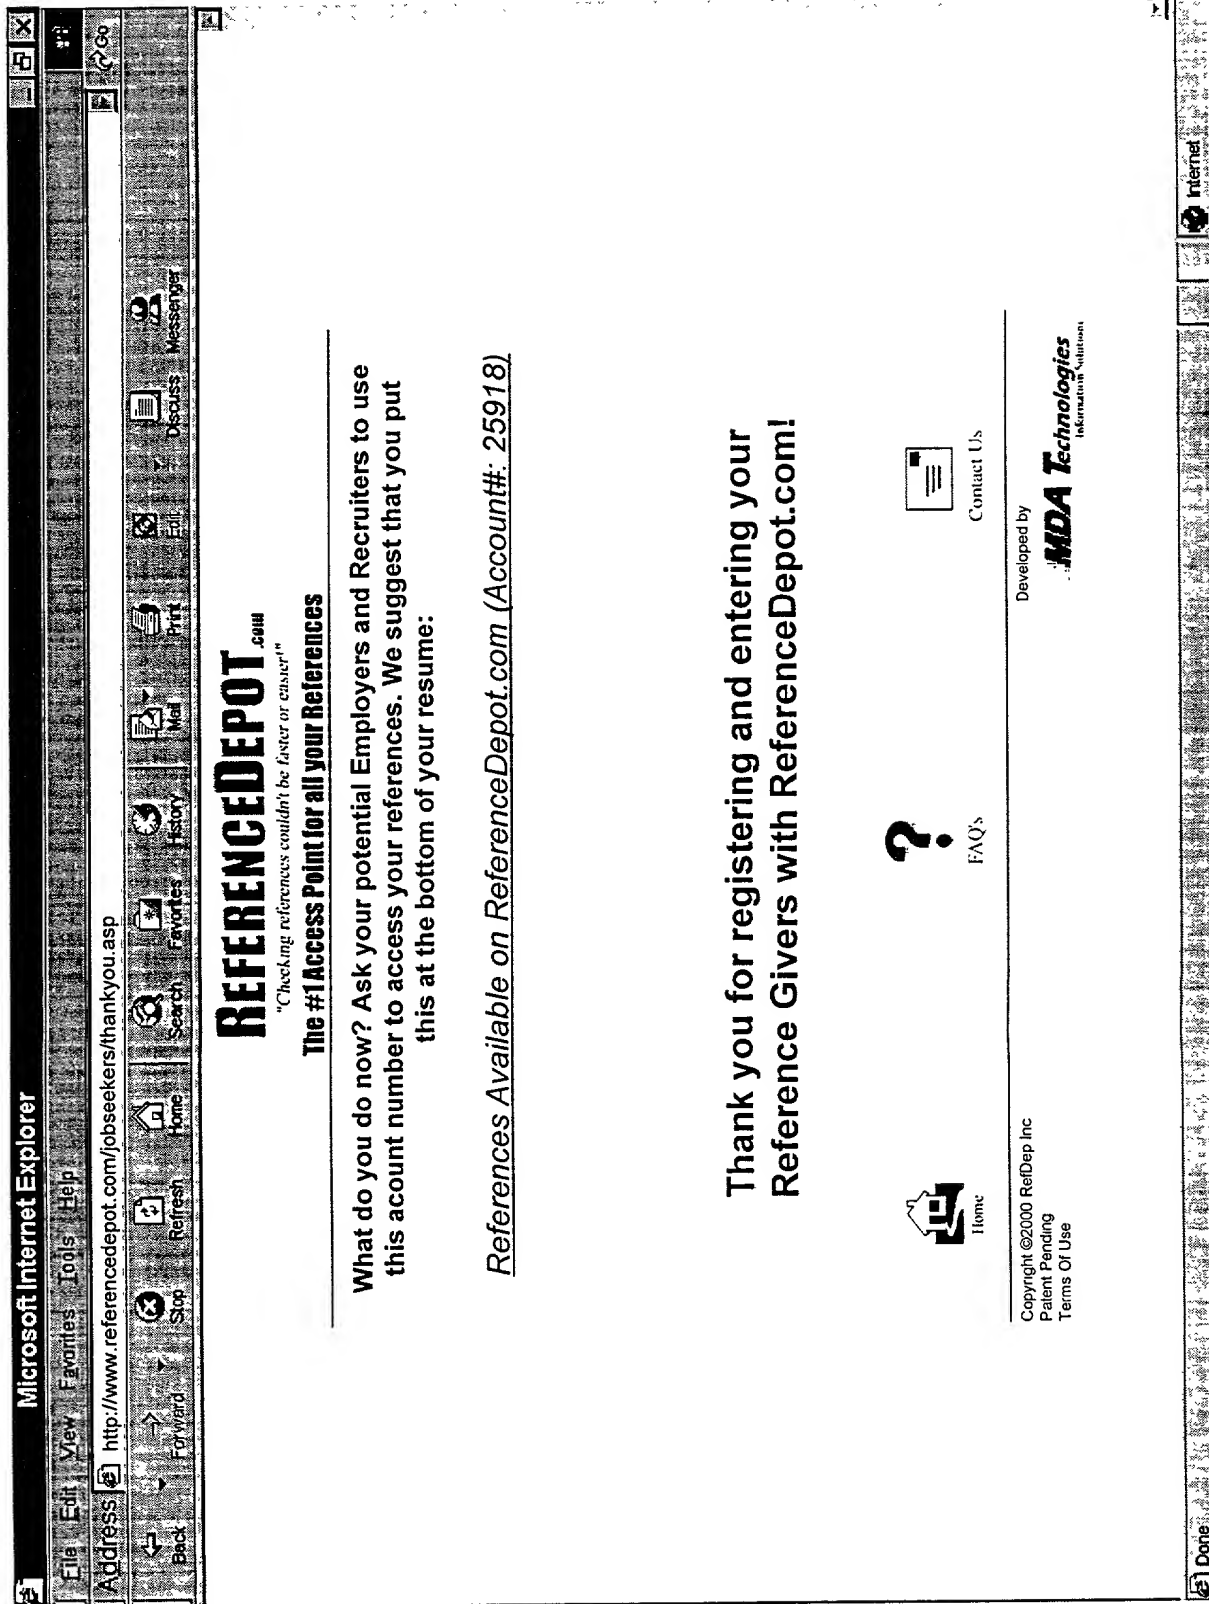 Microsoft Internet Explorer
File Edit View Favorites Tools Help
Address http://www.referencedepot.com/jobseekers/thankyou.asp Go
Back Forward Stop Refresh Home Search Favorites History Mail Print Edit Discuss Messenger
REFERENCEDEPOT.com
"Checking references couldn't be faster or easier!"
The #1 Access Point for all your References
What do you do now? Ask your potential Employers and Recruiters to use
this account number to access your references. We suggest that you put
this at the bottom of your resume:
References Available on ReferenceDepot.com (Account#: 25918)
Thank you for registering and entering your
Reference Givers with ReferenceDepot.com!
Home FAQ's Contact Us
Copyright ©2000 RefDep Inc
Patent Pending
Terms Of Use
Developed by
MDA Technologies
Information Solutions
Done Internet